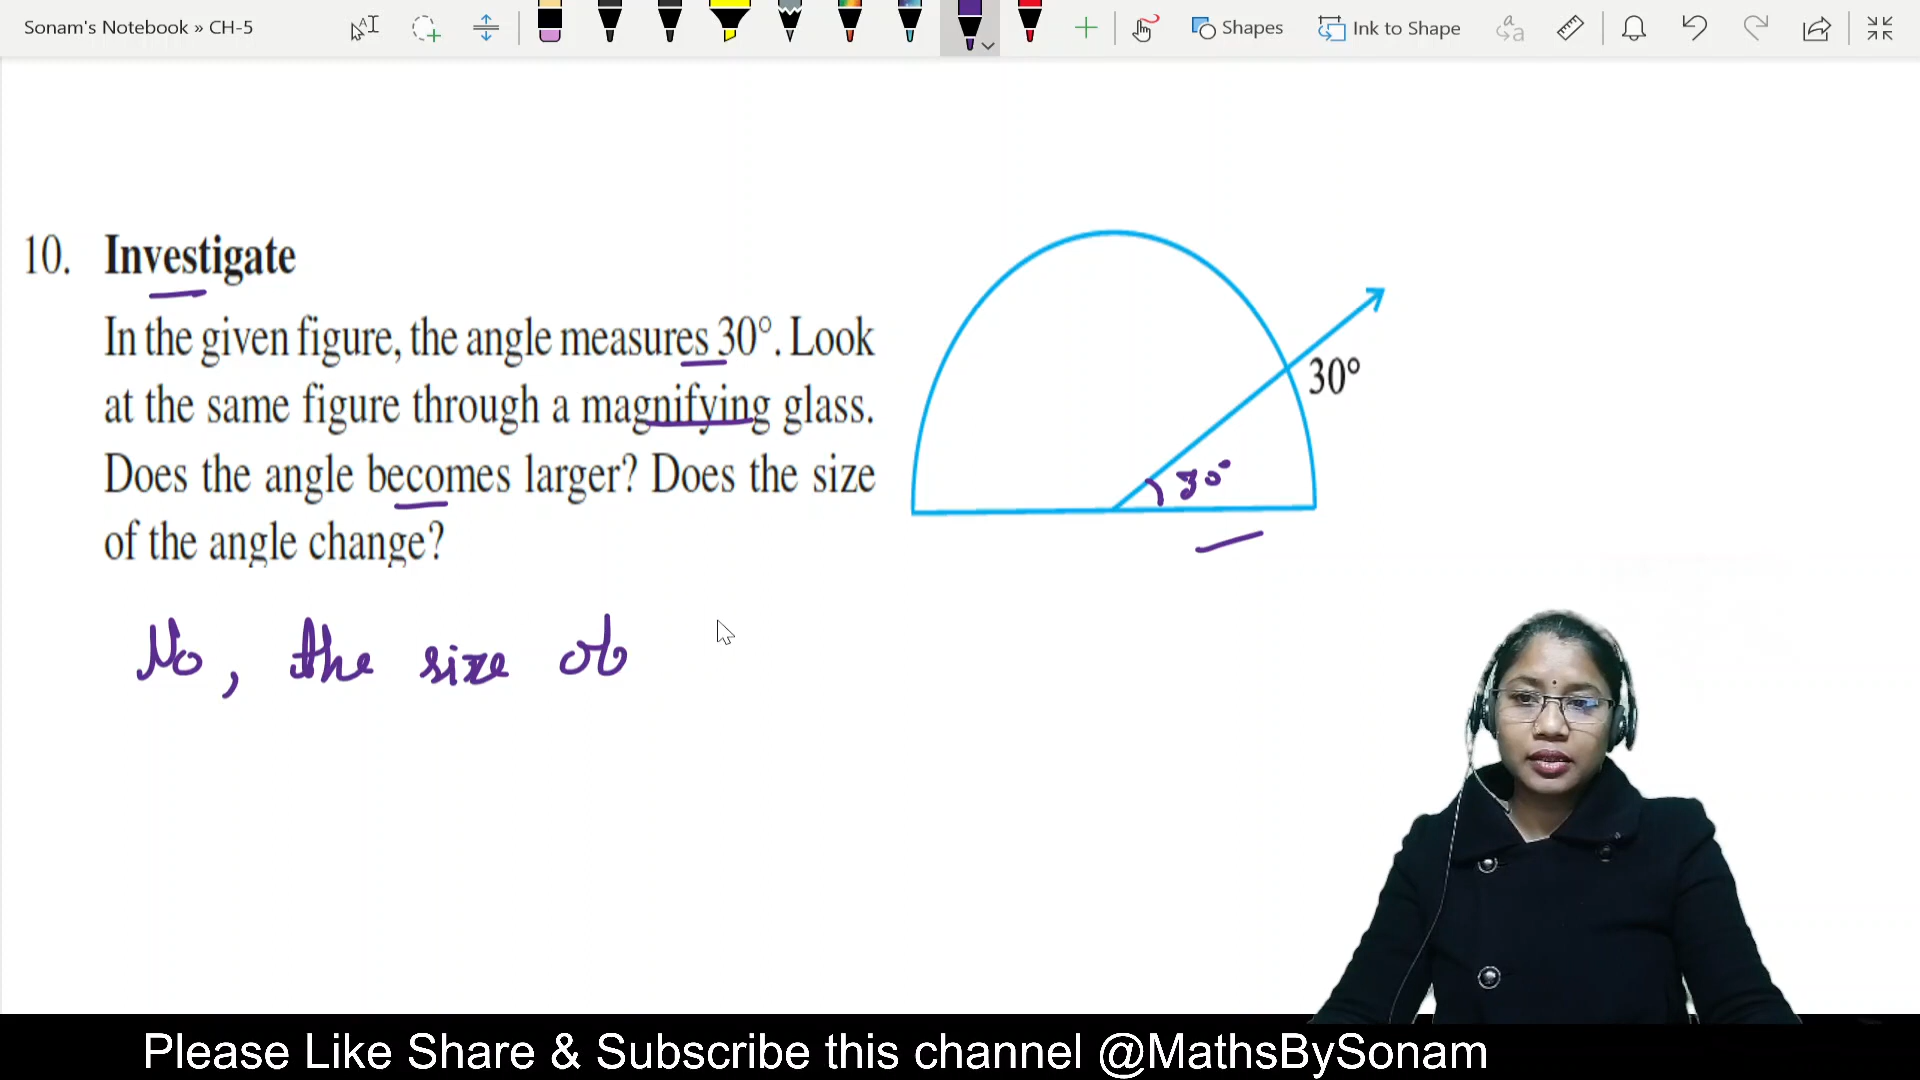 Sonam's Notebook » CH-5
Shapes
Ink to Shape
10. Investigate
In the given figure, the angle measures 30°. Look
at the same figure through a magnifying glass.
Does the angle becomes larger? Does the size
of the angle change?
30°
30°
No, the size of
Please Like Share & Subscribe this channel @MathsBySonam